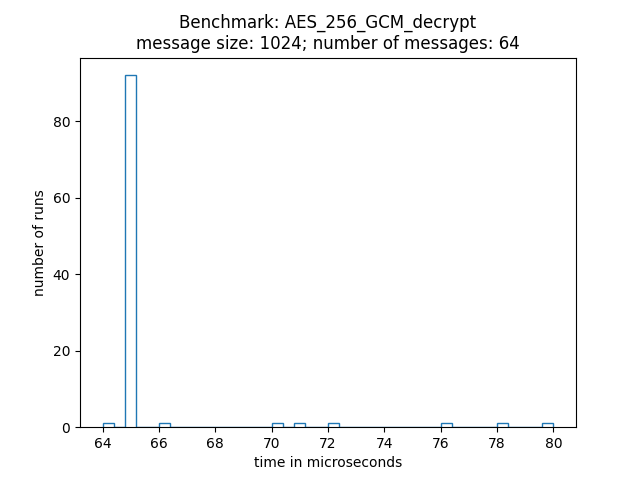 Benchmark: AES_256_GCM_decrypt
message size: 1024; number of messages: 64
number of runs
80
60
40
20
0
64 66 68 70 72 74 76 78 80
time in microseconds